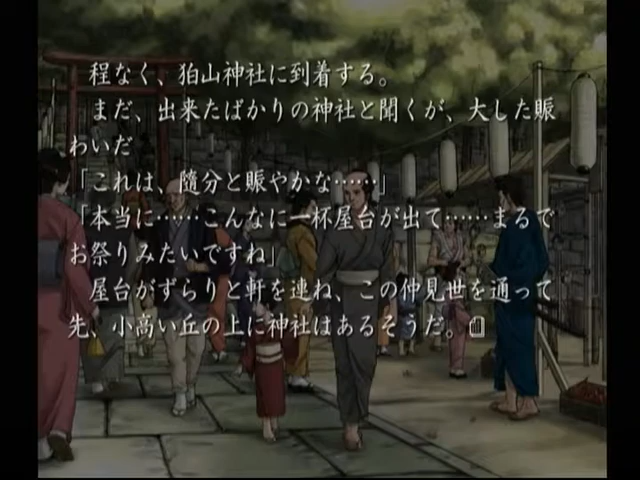 程なく、狛山神社に到着する。
まだ、出来たばかりの神社と聞くが、大した賑
わいだ
「これは、随分と賑やかな……」
「本当に……こんなに一杯屋台が出て……まるで
お祭りみたいですね」
屋台がずらりと軒を連ね、この仲見世を通って
先、小高い丘の上に神社はあるそうだ。